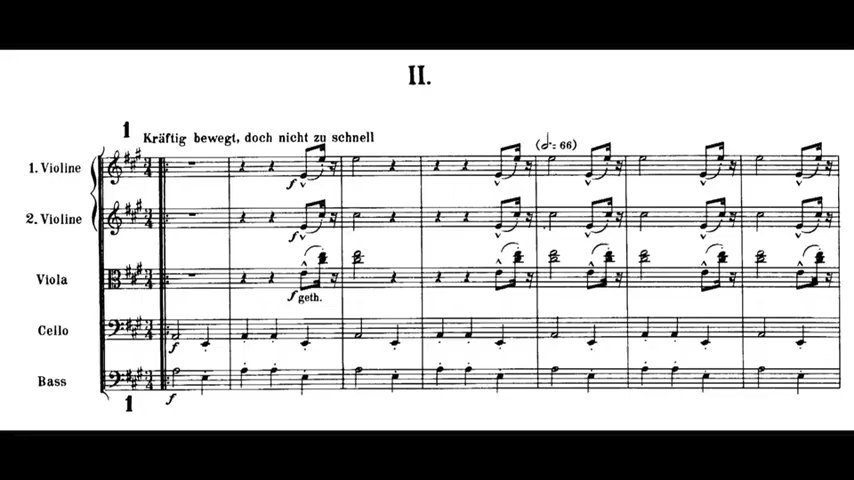 II.
1
Kräftig bewegt, doch nicht zu schnell
(𝅗𝅥. = 66)
1. Violine
f
2. Violine
f
Viola
f geth.
Cello
f
Bass
f
1